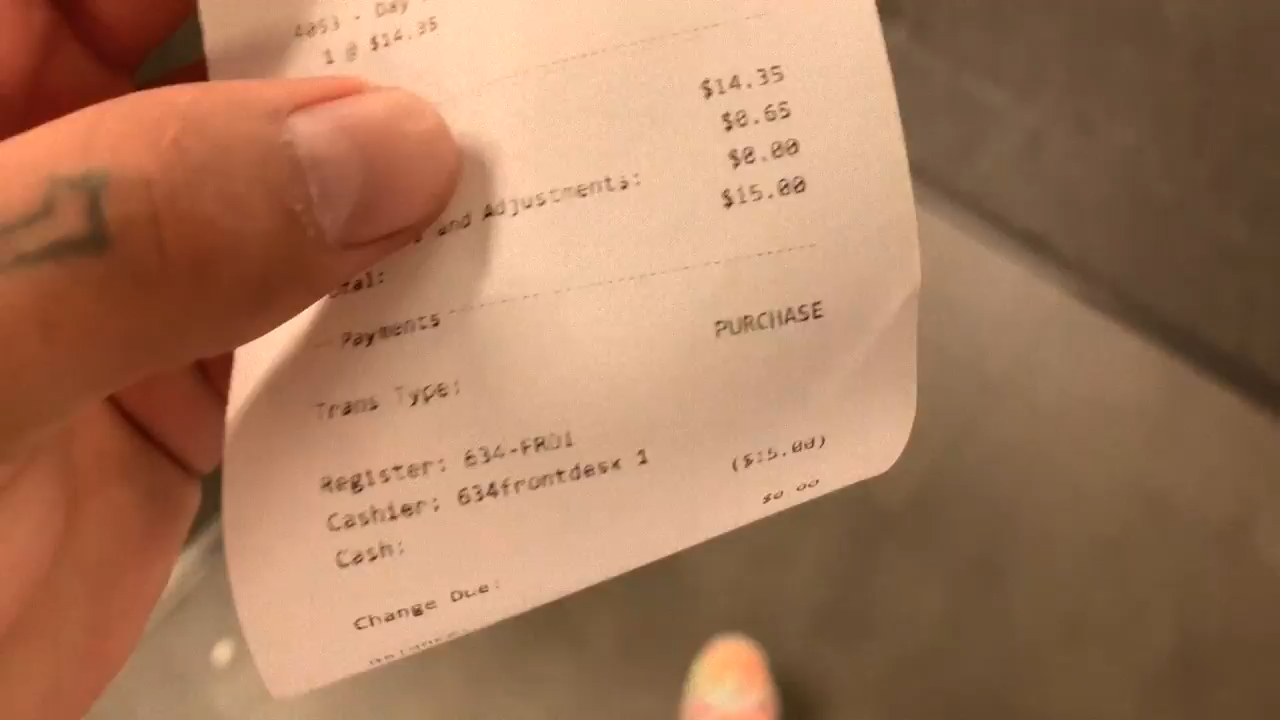 4053 - Day
1 @ $14.35
$14.35
$0.65
and Adjustments: $0.00
$15.00
Payments
Trans Type: PURCHASE
Register: 634-FRD1
Cashier: 634frontdesk 1
Cash: ($15.00)
Change Due: $0.00